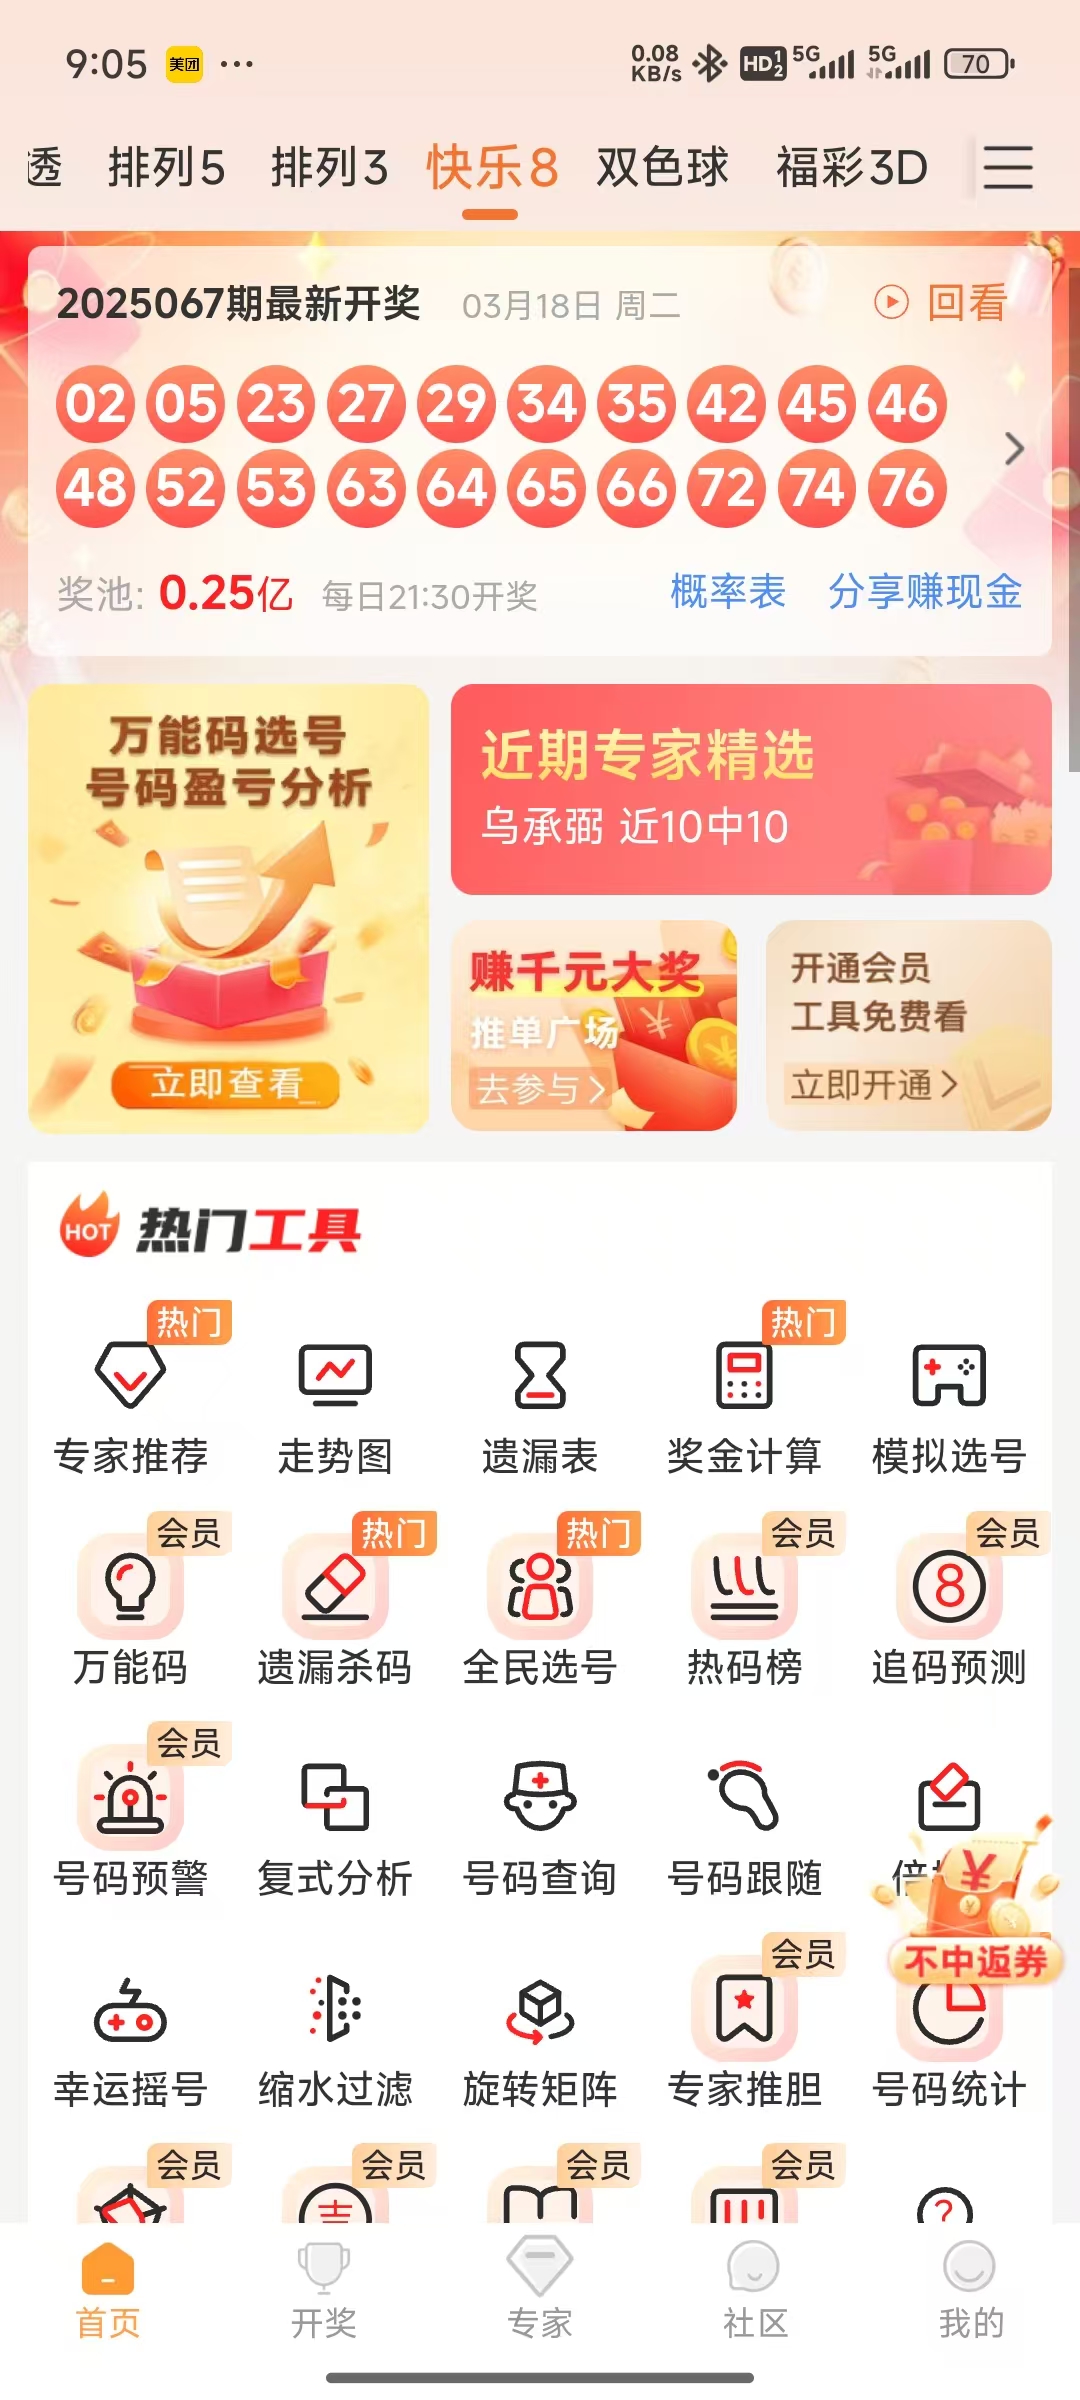 9:05 美团 ··· 0.08 KB/s HD 1 2 5G 5G 70
透 排列5 排列3 快乐8 双色球 福彩3D
2025067期最新开奖 03月18日 周二 回看
02 05 23 27 29 34 35 42 45 46
48 52 53 63 64 65 66 72 74 76
奖池: 0.25亿 每日21:30开奖 概率表 分享赚现金
万能码选号
号码盈亏分析
立即查看
近期专家精选
乌承弼 近10中10
赚千元大奖
推单广场
去参与
开通会员
工具免费看
立即开通
HOT 热门工具
热门 热门
专家推荐 走势图 遗漏表 奖金计算 模拟选号
会员 热门 热门 会员 会员
8
万能码 遗漏杀码 全民选号 热码榜 追码预测
会员
号码预警 复式分析 号码查询 号码跟随 倍
¥
不中返券
会员
幸运摇号 缩水过滤 旋转矩阵 专家推胆 号码统计
会员 会员 会员 会员
吉 ?
首页 开奖 专家 社区 我的